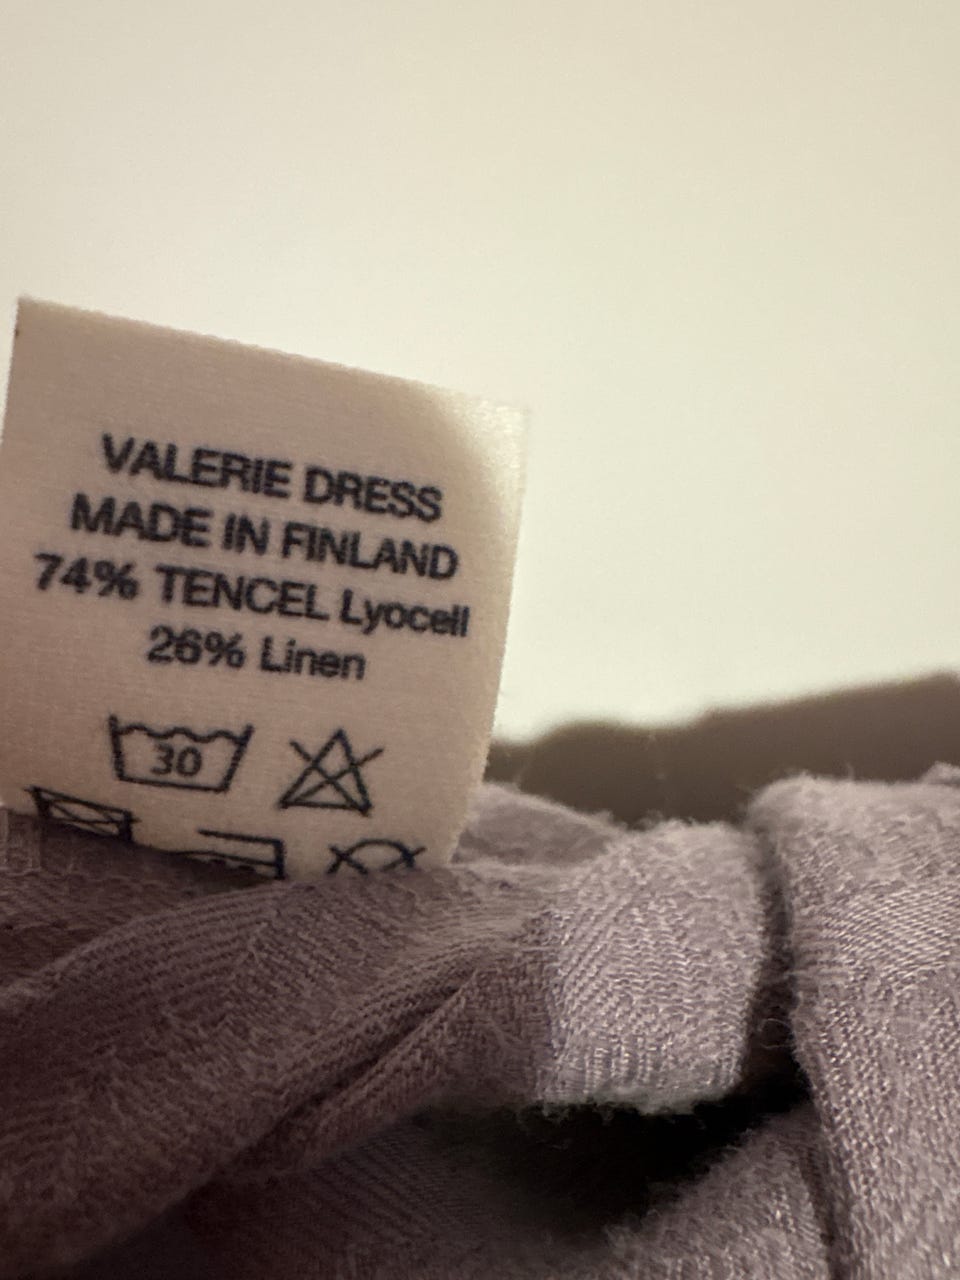 VALERIE DRESS
MADE IN FINLAND
74% TENCEL Lyocell
26% Linen
30